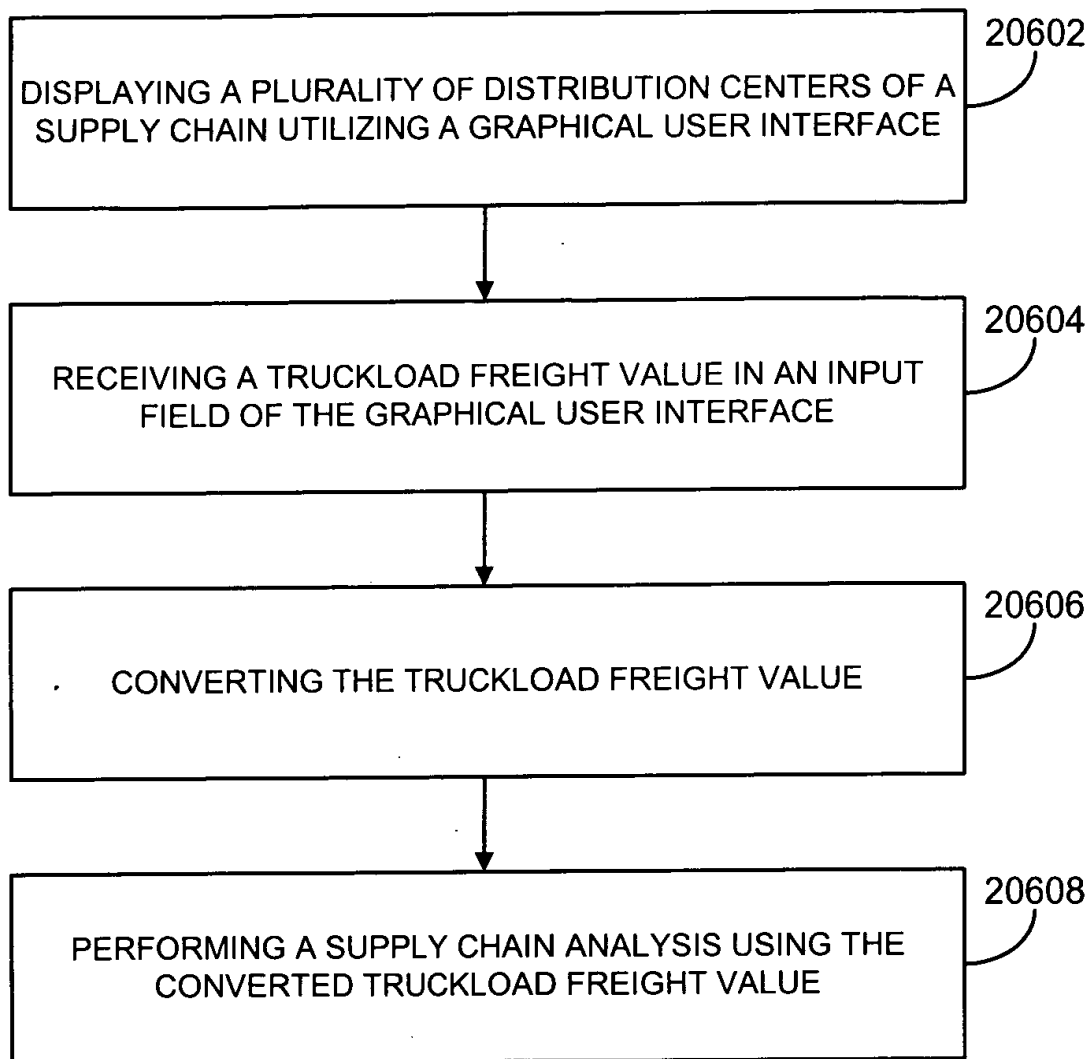 20602
DISPLAYING A PLURALITY OF DISTRIBUTION CENTERS OF A
SUPPLY CHAIN UTILIZING A GRAPHICAL USER INTERFACE
20604
RECEIVING A TRUCKLOAD FREIGHT VALUE IN AN INPUT
FIELD OF THE GRAPHICAL USER INTERFACE
20606
CONVERTING THE TRUCKLOAD FREIGHT VALUE
20608
PERFORMING A SUPPLY CHAIN ANALYSIS USING THE
CONVERTED TRUCKLOAD FREIGHT VALUE